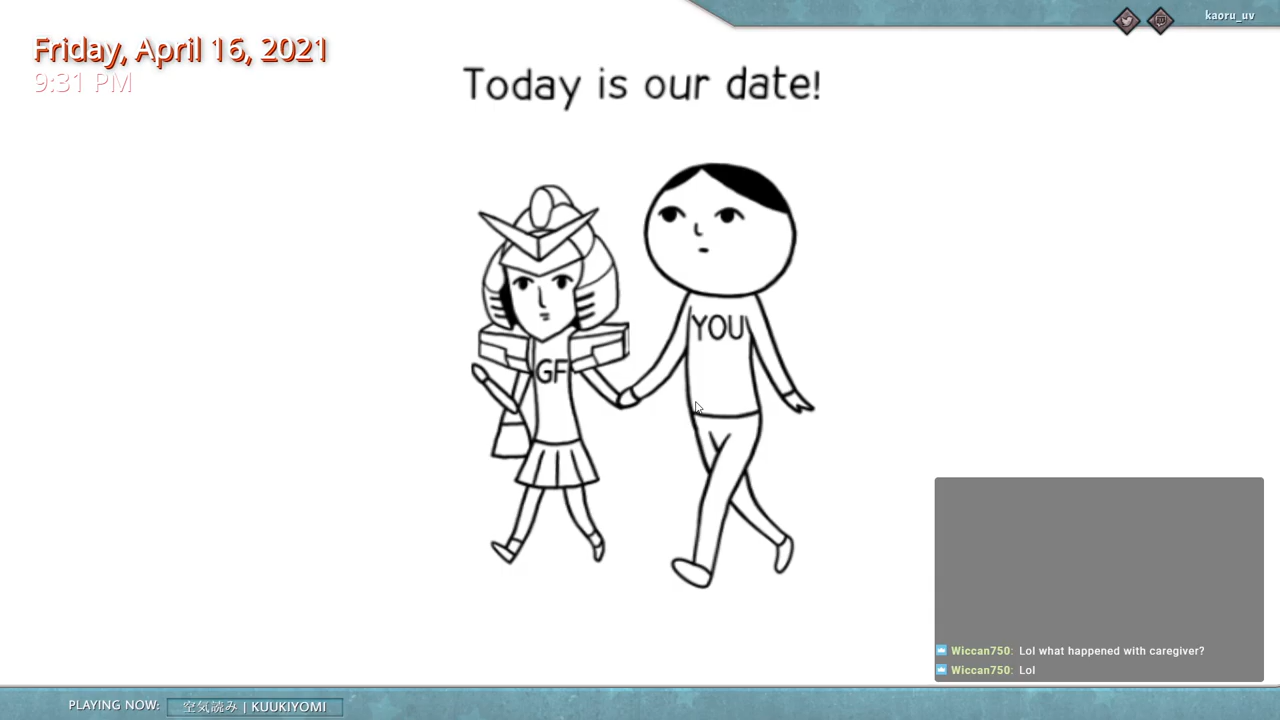 Friday, April 16, 2021
9:31 PM
kaoru_uv
Today is our date!
GF
YOU
Wiccan750: Lol what happened with caregiver?
Wiccan750: Lol
PLAYING NOW: 空気読み | KUUKIYOMI